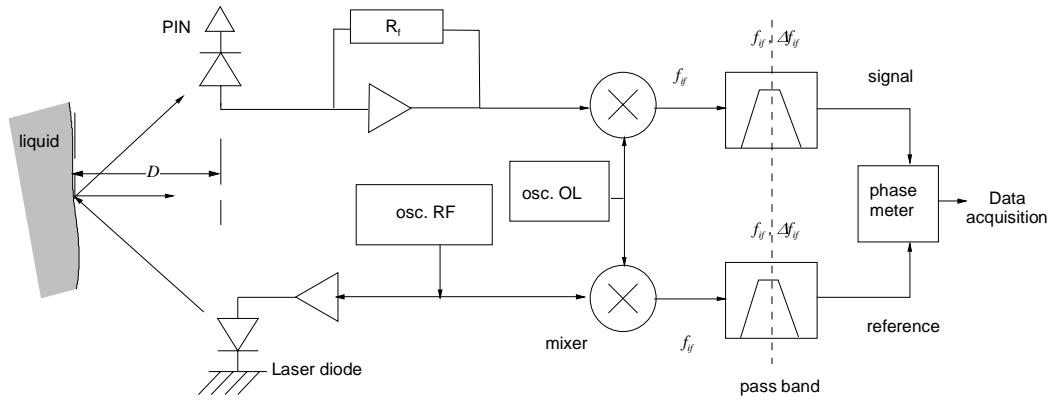 PIN
R_f
f_if, Δf_if
f_if
signal
liquid
D
osc. RF
osc. OL
phase
meter
Data
acquisition
f_if, Δf_if
mixer
f_if
reference
Laser diode
pass band